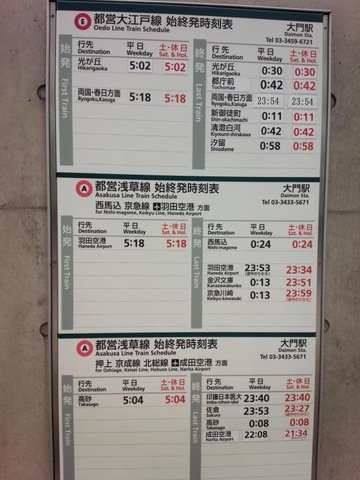 E 都営大江戸線 始終発時刻表 大門駅
Oedo Line Train Schedule Daimon Sta.
Tel 03-3459-6721
始発 First Train
行先 平日 土・休日
Destination Weekday Sat. & Hol.
光が丘 5:02 5:02
Hikarigaoka
両国・春日方面 5:18 5:18
Ryogoku,Kasuga
終発 Last Train
行先 平日 土・休日
Destination Weekday Sat. & Hol.
光が丘 0:30 0:30
Hikarigaoka
都庁前 0:42 0:42
Tochomae
両国・春日方面 23:54 23:54
Ryogoku,Kasuga
新御徒町 0:11 0:11
Shin-okachimachi
清澄白河 0:42 0:42
Kiyosumi-shirakawa
汐留 0:58 0:58
Shiodome
A 都営浅草線 始終発時刻表 大門駅
Asakusa Line Train Schedule Daimon Sta.
西馬込 京急線 羽田空港 方面 Tel 03-3433-5671
for Nishi-magome, Keikyu Line, Haneda Airport
始発 First Train
行先 平日 土・休日
Destination Weekday Sat. & Hol.
羽田空港 5:18 5:18
Haneda Airport
終発 Last Train
行先 平日 土・休日
Destination Weekday Sat. & Hol.
西馬込 0:24 0:24
Nishi-magome
羽田空港 23:53 23:34
Haneda Airport
金沢文庫 0:13 23:51
Kanazawabunko
京急川崎 0:13 23:59
Keikyu-kawasaki
A 都営浅草線 始終発時刻表 大門駅
Asakusa Line Train Schedule Daimon Sta.
押上 京成線 北総線 成田空港 方面 Tel 03-3433-5671
for Oshiage, Keisei Line, Hokuso Line, Narita Airport
始発 First Train
行先 平日 土・休日
Destination Weekday Sat. & Hol.
高砂 5:04 5:04
Takasago
終発 Last Train
行先 平日 土・休日
Destination Weekday Sat. & Hol.
印旛日本医大 23:40 23:40
Imba-nihon-idai
佐倉 23:53 23:27
Sakura
高砂 0:08 0:08
Takasago
成田空港 22:08 21:34
Narita Airport